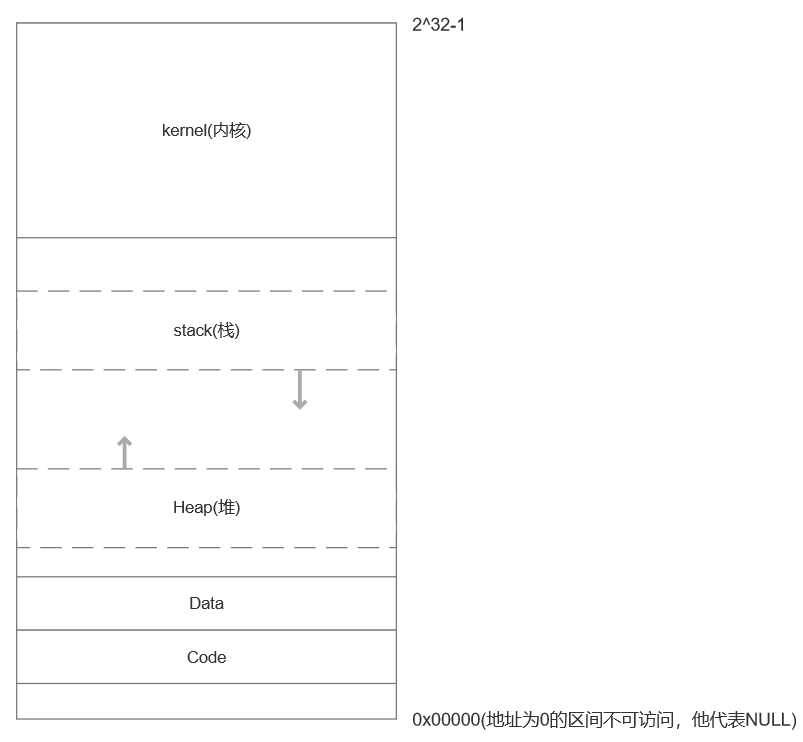 2^32-1
kernel(内核)
stack(栈)
Heap(堆)
Data
Code
0x00000(地址为0的区间不可访问，他代表NULL)